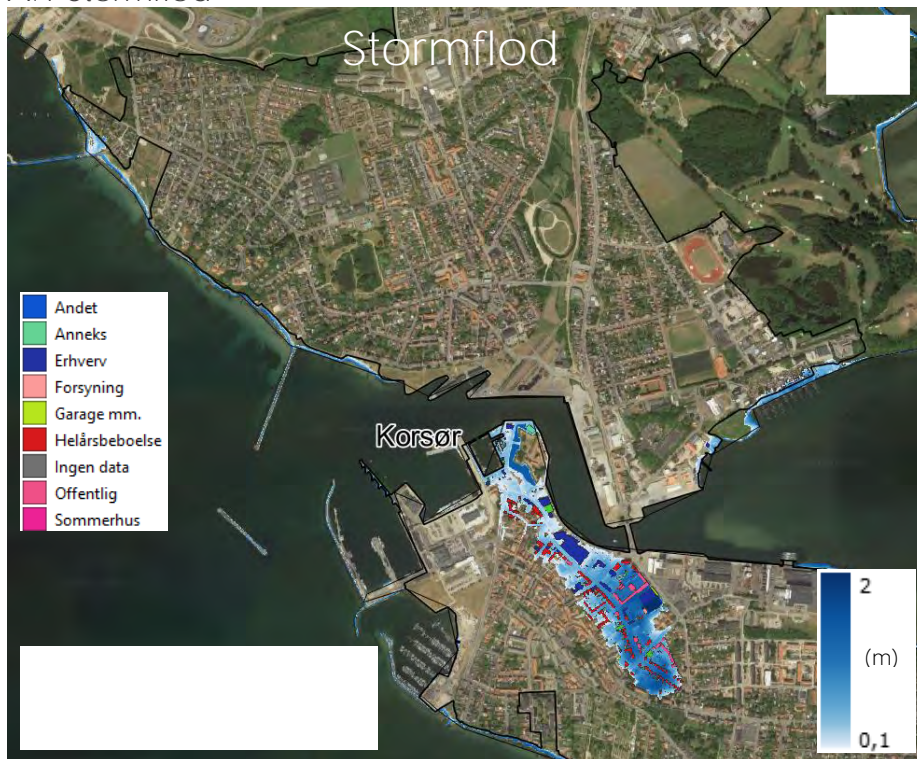 Stormflod
Korsør
Andet
Anneks
Erhverv
Forsyning
Garage mm.
Helårsbeboelse
Ingen data
Offentlig
Sommerhus
2
(m)
0,1